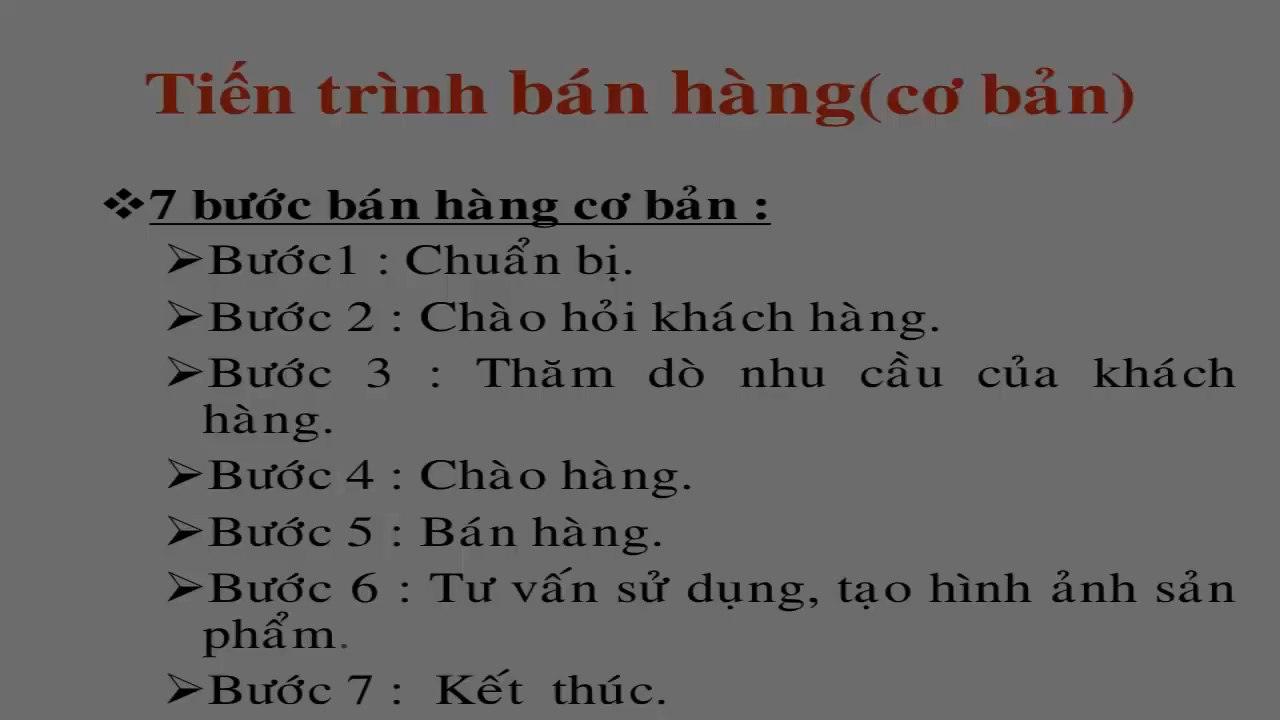 Tiến trình bán hàng(cơ bản)
❖7 bước bán hàng cơ bản :
➢Bước1 : Chuẩn bị.
➢Bước 2 : Chào hỏi khách hàng.
➢Bước 3 : Thăm dò nhu cầu của khách
hàng.
➢Bước 4 : Chào hàng.
➢Bước 5 : Bán hàng.
➢Bước 6 : Tư vấn sử dụng, tạo hình ảnh sản
phẩm.
➢Bước 7 : Kết thúc.